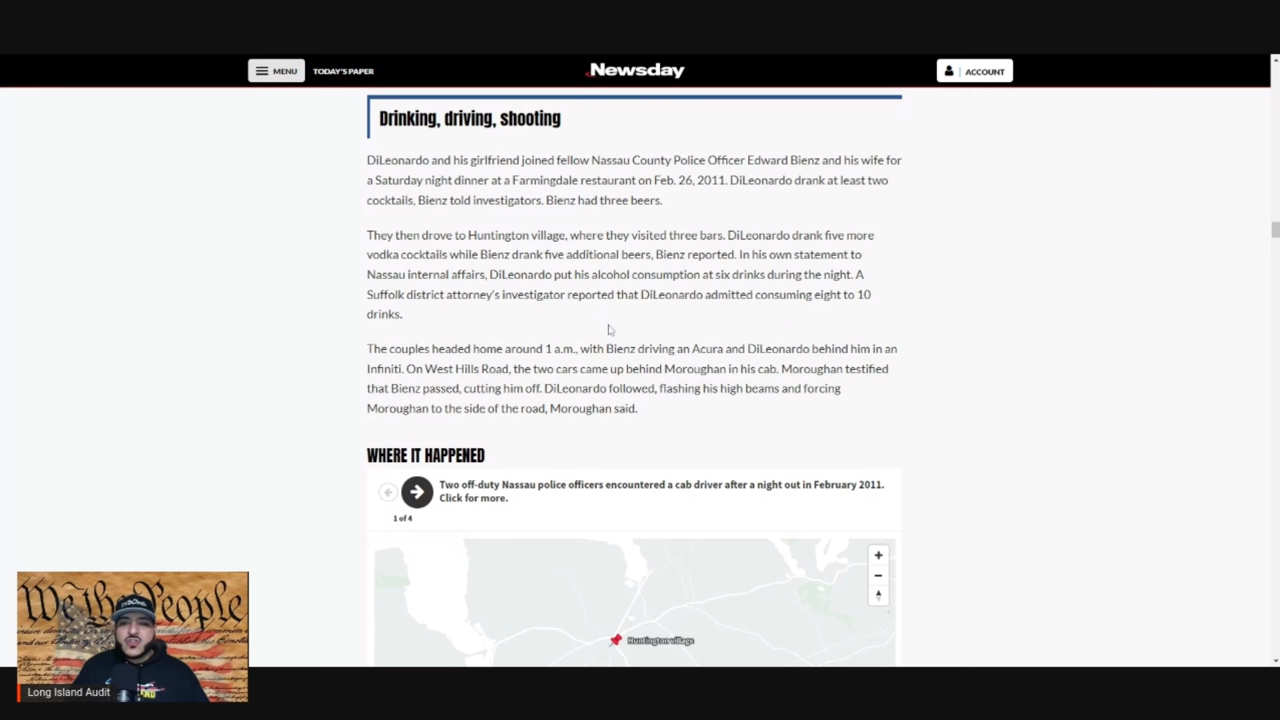 MENU
TODAY'S PAPER
Newsday
ACCOUNT
Drinking, driving, shooting
DiLeonardo and his girlfriend joined fellow Nassau County Police Officer Edward Bienz and his wife for
a Saturday night dinner at a Farmingdale restaurant on Feb. 26, 2011. DiLeonardo drank at least two
cocktails, Bienz told investigators. Bienz had three beers.
They then drove to Huntington village, where they visited three bars. DiLeonardo drank five more
vodka cocktails while Bienz drank five additional beers, Bienz reported. In his own statement to
Nassau internal affairs, DiLeonardo put his alcohol consumption at six drinks during the night. A
Suffolk district attorney's investigator reported that DiLeonardo admitted consuming eight to 10
drinks.
The couples headed home around 1 a.m., with Bienz driving an Acura and DiLeonardo behind him in an
Infiniti. On West Hills Road, the two cars came up behind Moroughan in his cab. Moroughan testified
that Bienz passed, cutting him off. DiLeonardo followed, flashing his high beams and forcing
Moroughan to the side of the road, Moroughan said.
WHERE IT HAPPENED
Two off-duty Nassau police officers encountered a cab driver after a night out in February 2011.
Click for more.
1 of 4
Huntington village
We the People
Long Island Audit